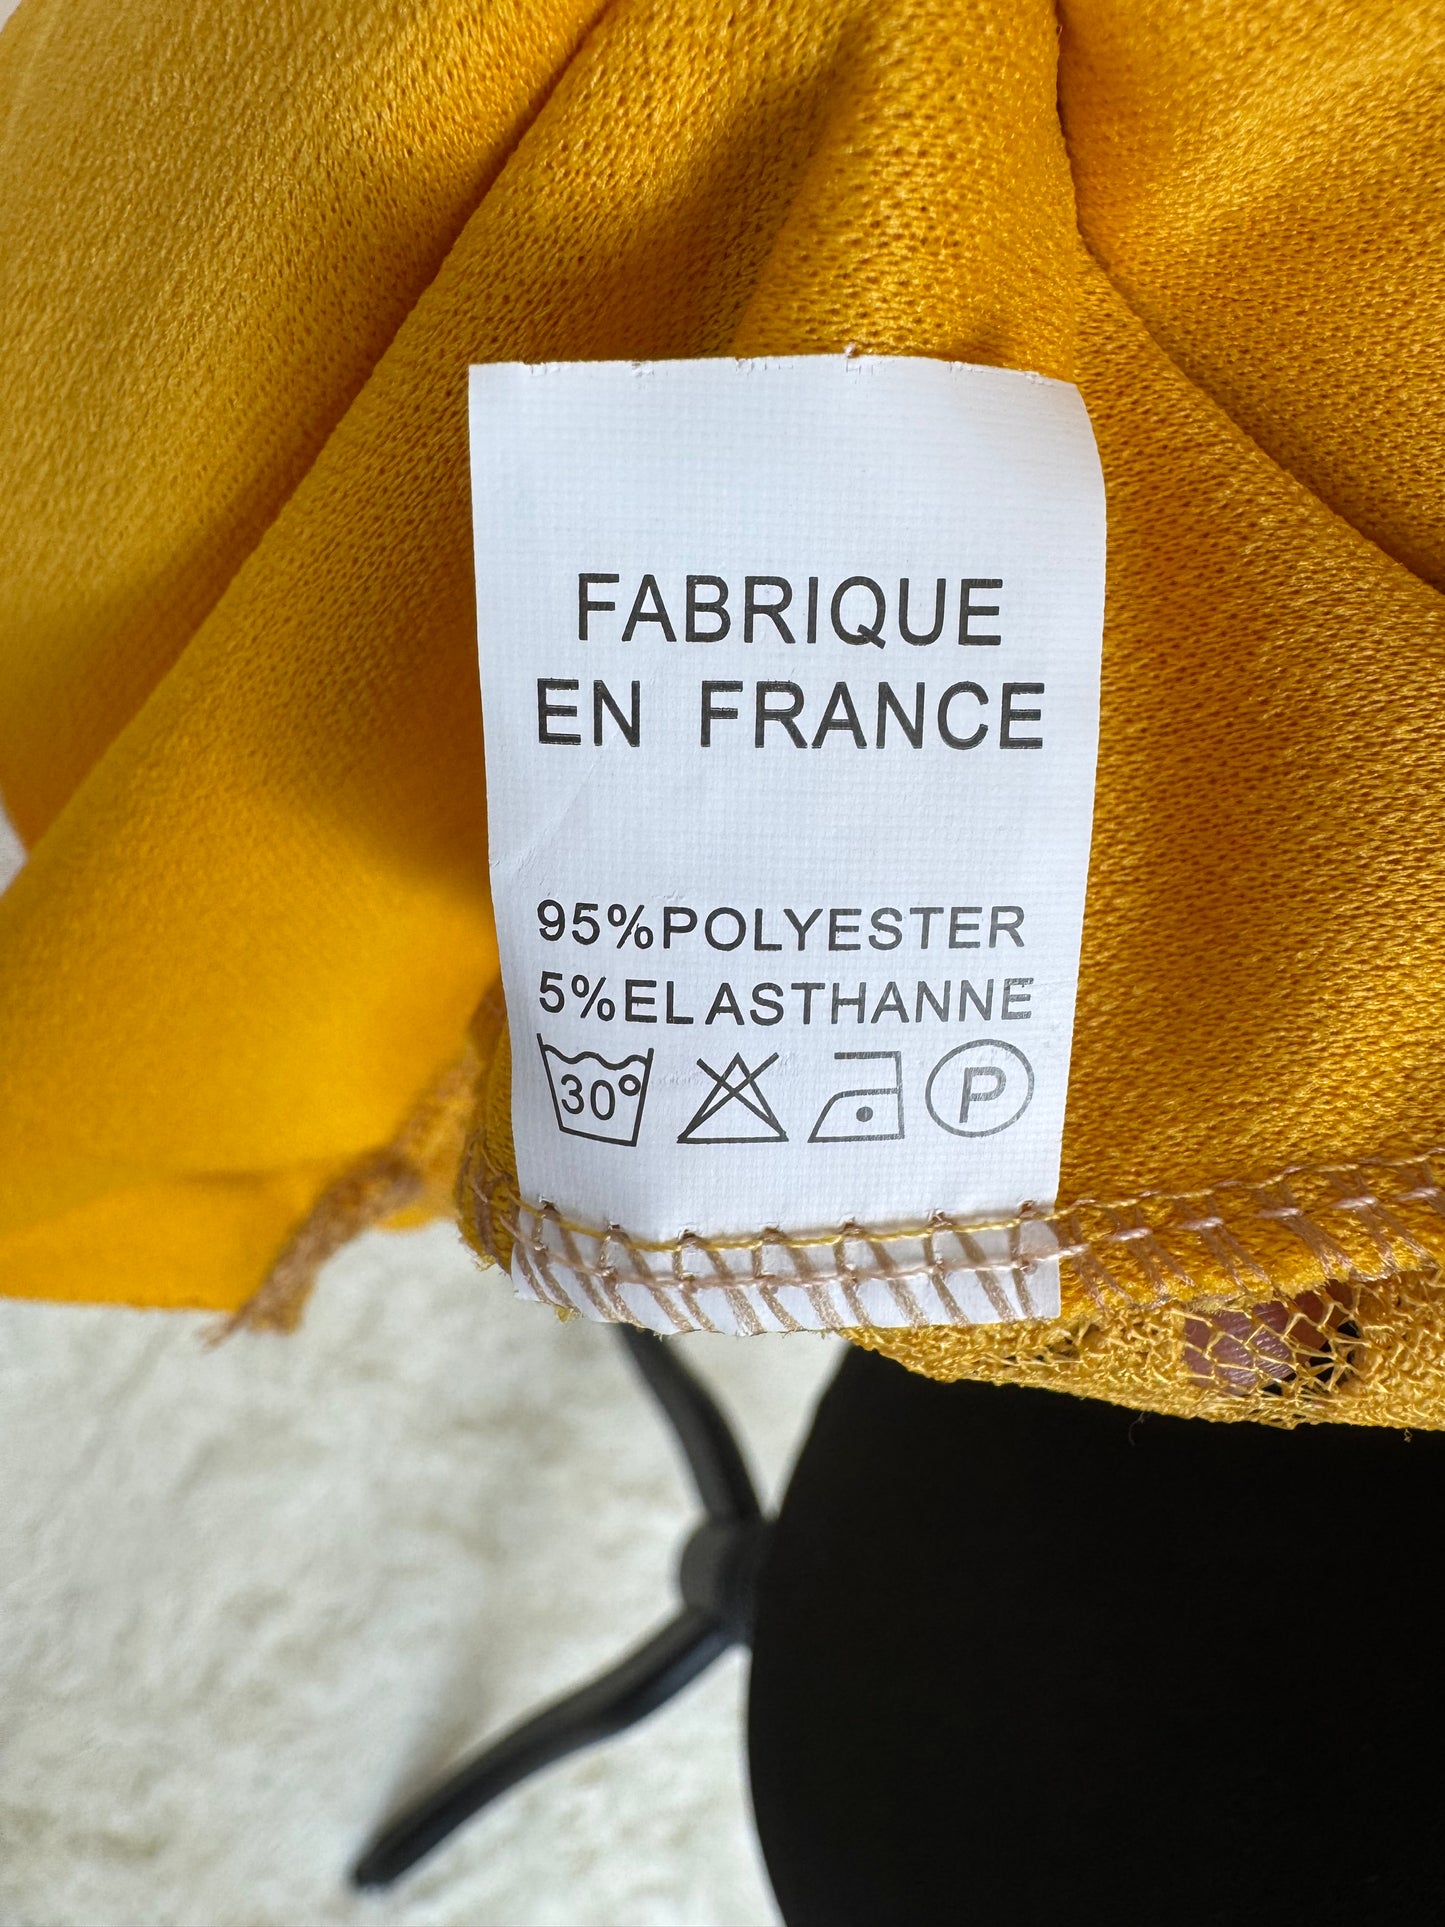 FABRIQUE
EN FRANCE
95%POLYESTER
5%ELASTHANNE
30°
P